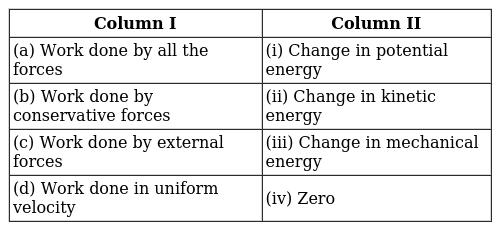 Column I
Column II
(a) Work done by all the
forces
(i) Change in potential
energy
(b) Work done by
conservative forces
(ii) Change in kinetic
energy
(c) Work done by external
forces
(iii) Change in mechanical
energy
(d) Work done in uniform
velocity
(iv) Zero